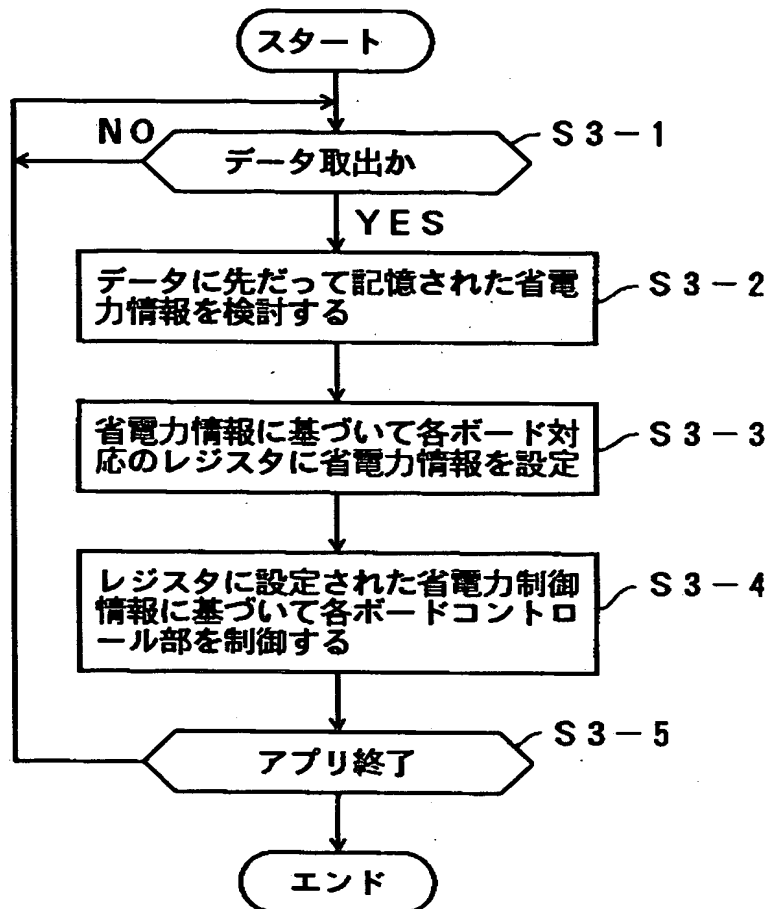 スタート
NO
データ取出か
S3-1
YES
データに先だって記憶された省電
力情報を検討する
S3-2
省電力情報に基づいて各ボード対
応のレジスタに省電力情報を設定
S3-3
レジスタに設定された省電力制御
情報に基づいて各ボードコントロ
ール部を制御する
S3-4
アプリ終了
S3-5
エンド